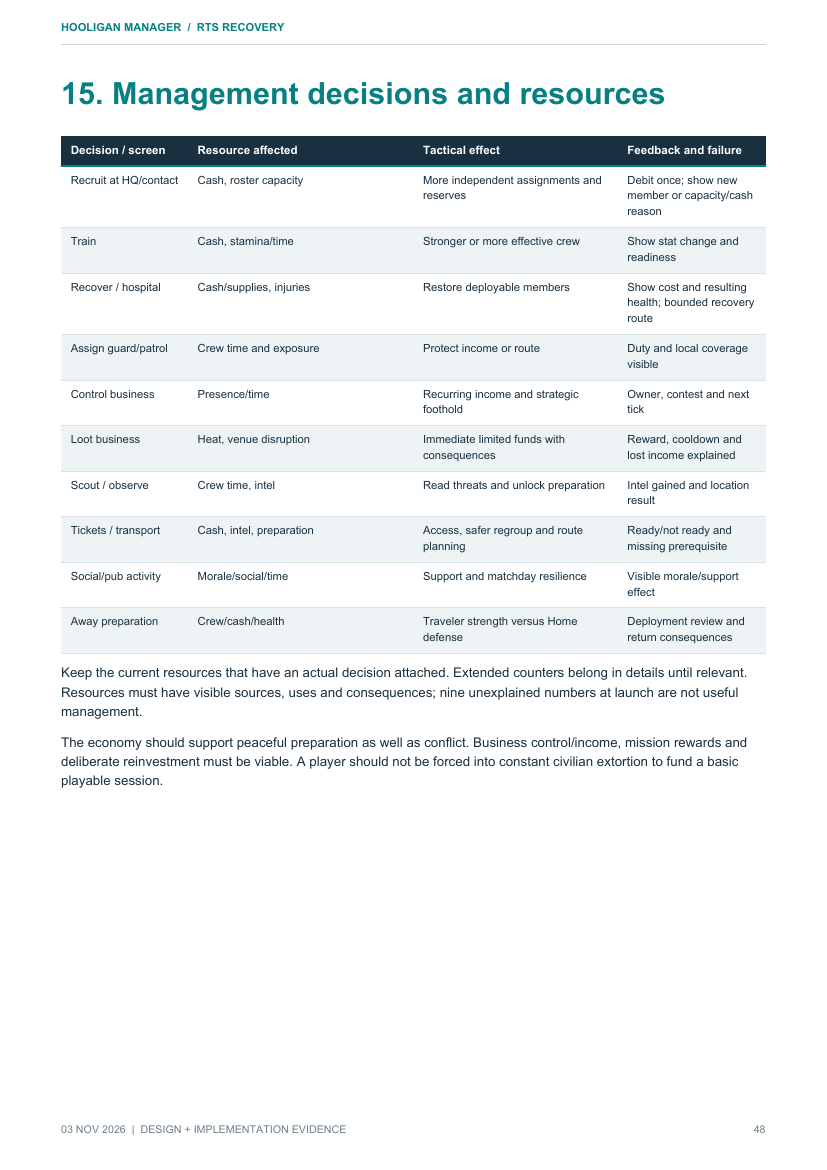 HOOLIGAN MANAGER / RTS RECOVERY
15. Management decisions and resources
Decision / screen Resource affected Tactical effect Feedback and failure
Recruit at HQ/contact Cash, roster capacity More independent assignments and reserves Debit once; show new member or capacity/cash reason
Train Cash, stamina/time Stronger or more effective crew Show stat change and readiness
Recover / hospital Cash/supplies, injuries Restore deployable members Show cost and resulting health; bounded recovery route
Assign guard/patrol Crew time and exposure Protect income or route Duty and local coverage visible
Control business Presence/time Recurring income and strategic foothold Owner, contest and next tick
Loot business Heat, venue disruption Immediate limited funds with consequences Reward, cooldown and lost income explained
Scout / observe Crew time, intel Read threats and unlock preparation Intel gained and location result
Tickets / transport Cash, intel, preparation Access, safer regroup and route planning Ready/not ready and missing prerequisite
Social/pub activity Morale/social/time Support and matchday resilience Visible morale/support effect
Away preparation Crew/cash/health Traveler strength versus Home defense Deployment review and return consequences
Keep the current resources that have an actual decision attached. Extended counters belong in details until relevant.
Resources must have visible sources, uses and consequences; nine unexplained numbers at launch are not useful
management.
The economy should support peaceful preparation as well as conflict. Business control/income, mission rewards and
deliberate reinvestment must be viable. A player should not be forced into constant civilian extortion to fund a basic
playable session.
03 NOV 2026 | DESIGN + IMPLEMENTATION EVIDENCE 48